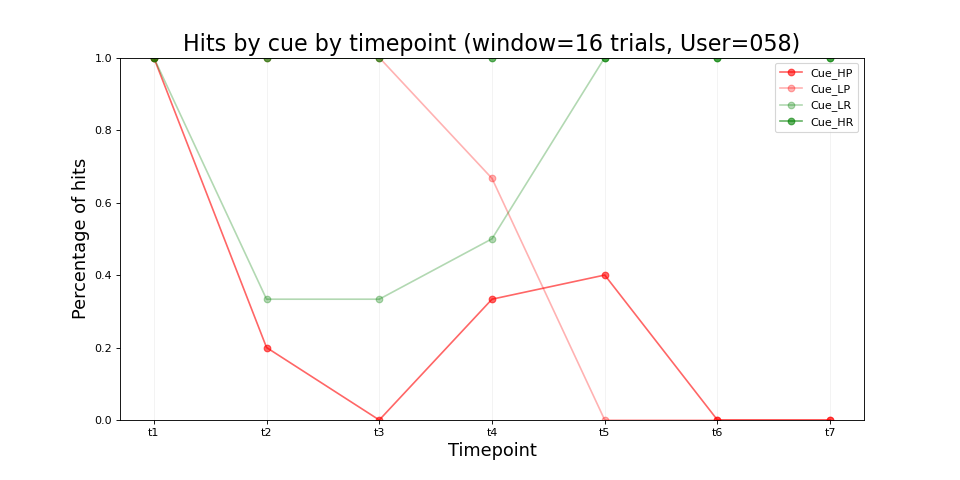 Hits by cue by timepoint (window=16 trials, User=058)
Percentage of hits
1.0
0.8
0.6
0.4
0.2
0.0
Cue_HP
Cue_LP
Cue_LR
Cue_HR
t1 t2 t3 t4 t5 t6 t7
Timepoint